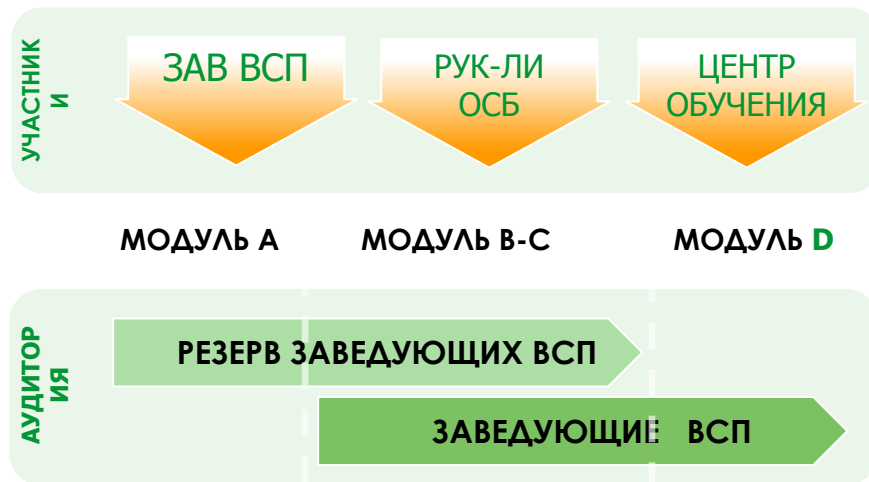 УЧАСТНИК
И
ЗАВ ВСП
РУК-ЛИ
ОСБ
ЦЕНТР
ОБУЧЕНИЯ
МОДУЛЬ А
МОДУЛЬ В-С
МОДУЛЬ D
АУДИТОР
ИЯ
РЕЗЕРВ ЗАВЕДУЮЩИХ ВСП
ЗАВЕДУЮЩИЕ ВСП